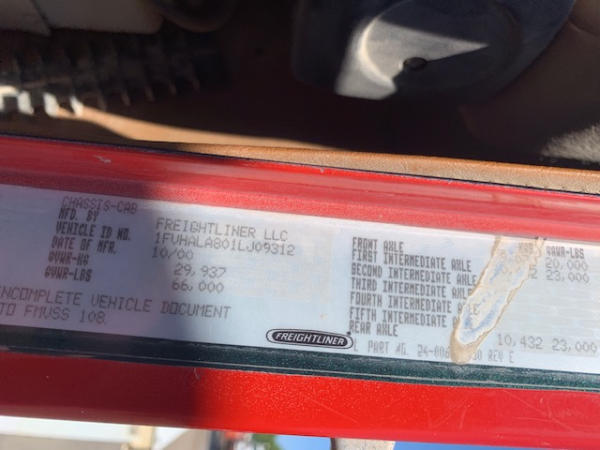 CHASSIS-CAB
MFD. BY FREIGHTLINER LLC
VEHICLE ID NO. 1FVHALA801LJ09312
DATE OF MFR. 10/00
GVWR-KG 29,937
GVWR-LBS 66,000
INCOMPLETE VEHICLE DOCUMENT
TO FMVSS 108.
FREIGHTLINER
GAWR-LBS
FRONT AXLE 20,000
FIRST INTERMEDIATE AXLE 23,000
SECOND INTERMEDIATE AXLE
THIRD INTERMEDIATE AXLE
FOURTH INTERMEDIATE AXLE
FIFTH INTERMEDIATE
REAR AXLE 10,432 23,000
PART NO. REV E